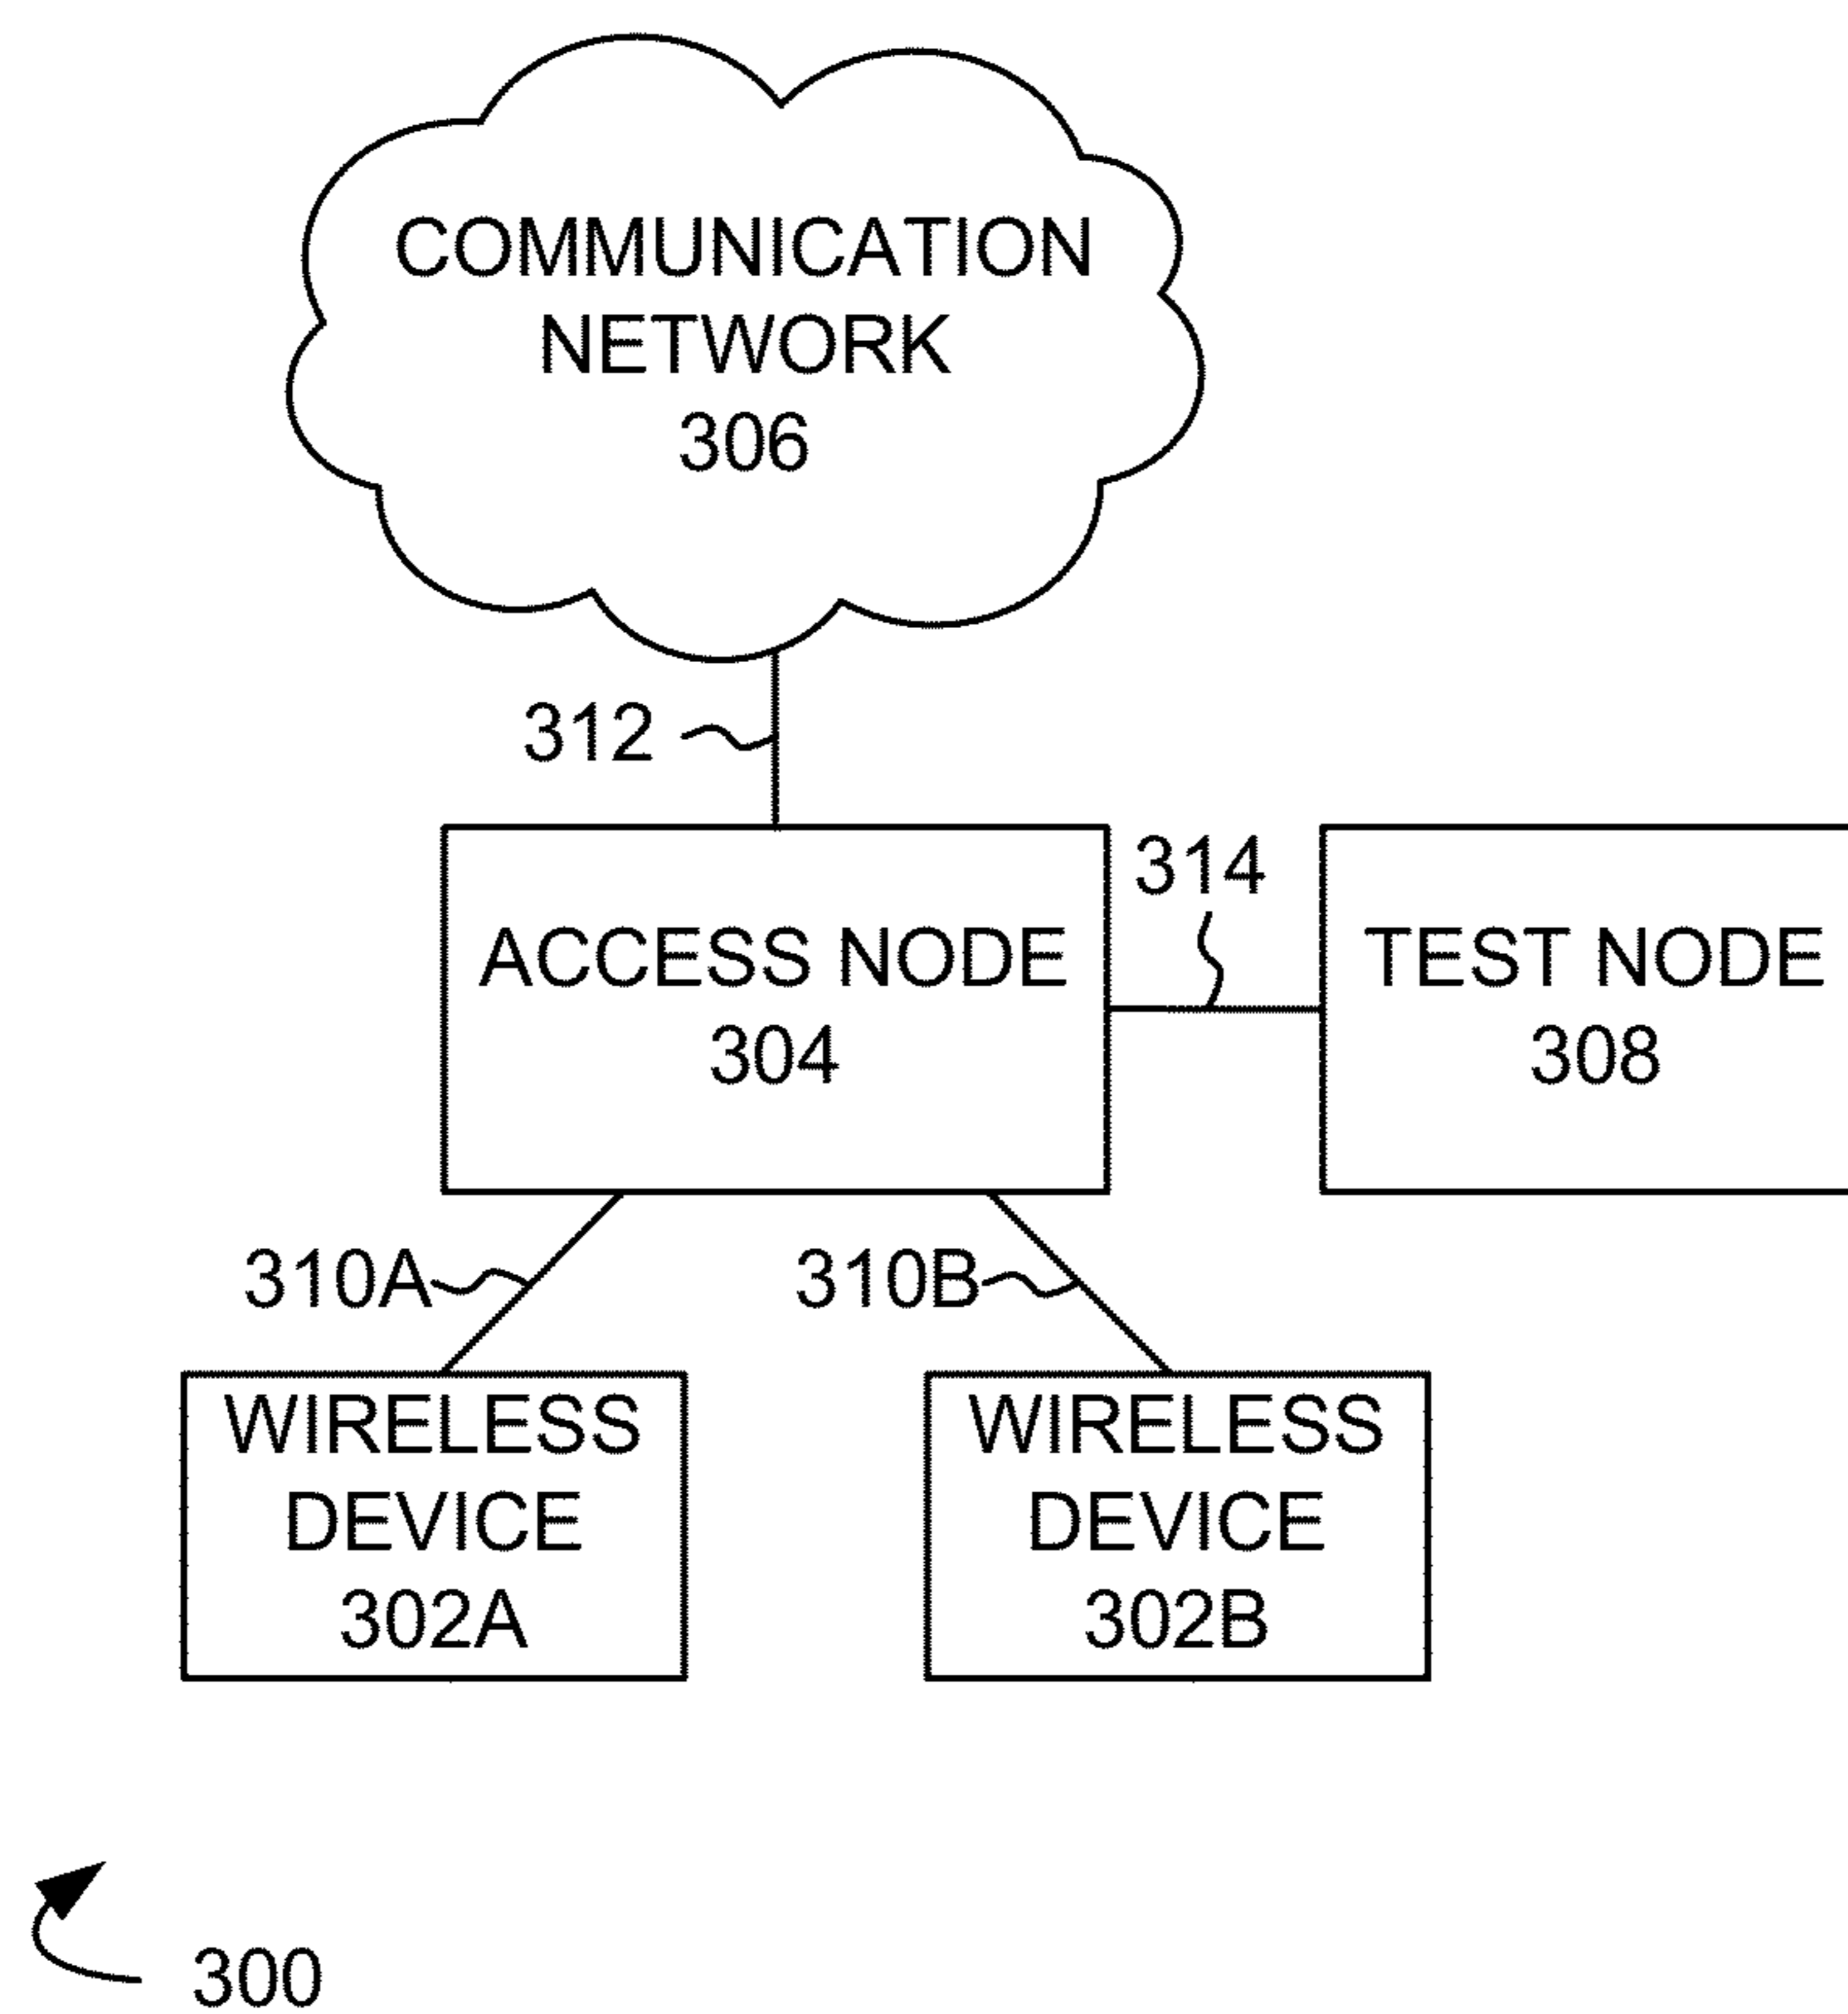 COMMUNICATION
NETWORK
306
312
314
ACCESS NODE
304
TEST NODE
308
310A
310B
WIRELESS
DEVICE
302A
WIRELESS
DEVICE
302B
300